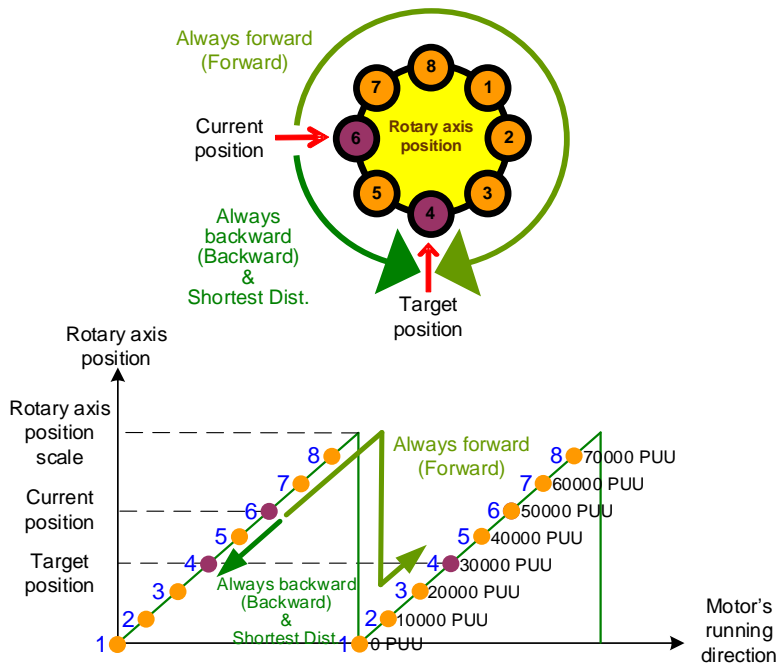 Always forward
(Forward)
8
7
1
Current
position
6
Rotary axis
position
2
5
3
4
Always
backward
(Backward)
&
Shortest Dist.
Target
position
Rotary axis
position
Rotary axis
position
scale
Current
position
Target
position
8
7
6
5
4
3
2
1
Always forward
(Forward)
Always backward
(Backward)
&
Shortest Dist.
8 70000 PUU
7 60000 PUU
6 50000 PUU
5 40000 PUU
4 30000 PUU
3 20000 PUU
2 10000 PUU
1 0 PUU
Motor's
running
direction